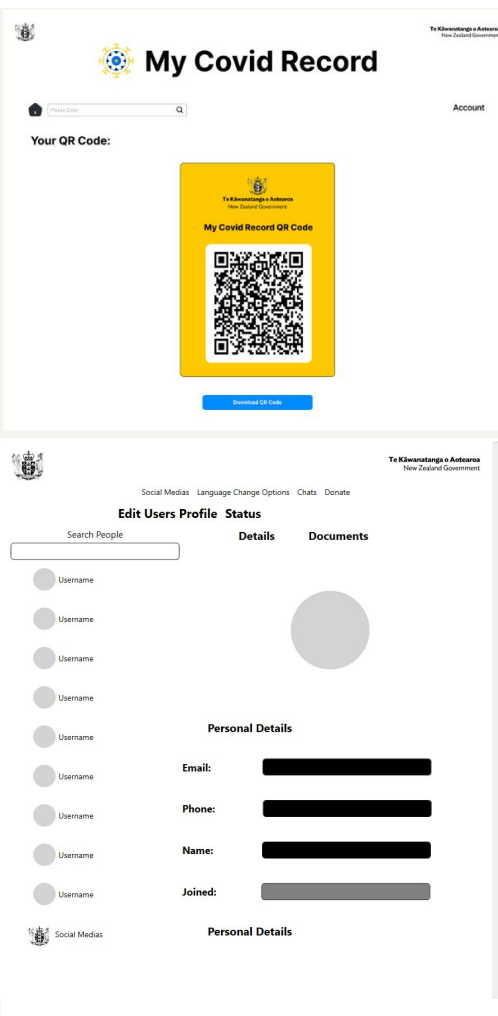 Te Kāwanatanga o Aotearoa
New Zealand Government
My Covid Record
Please Enter
Account
Your QR Code:
Te Kāwanatanga o Aotearoa
New Zealand Government
My Covid Record QR Code
Download QR Code
Te Kāwanatanga o Aotearoa
New Zealand Government
Social Medias Language Change Options Chats Donate
Edit Users Profile Status
Search People
Details Documents
Username
Username
Username
Username
Username
Username
Username
Username
Username
Personal Details
Email:
Phone:
Name:
Joined:
Social Medias
Personal Details